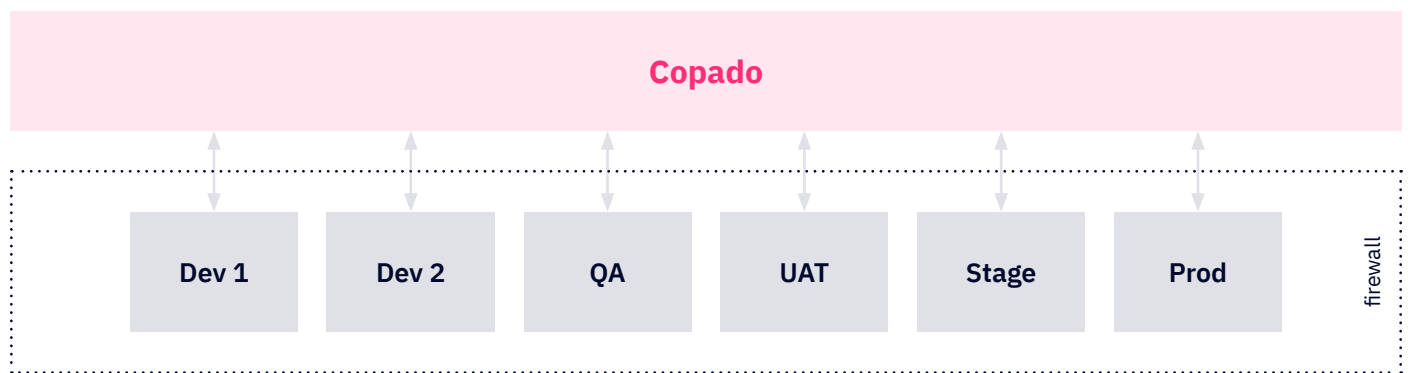 Copado
Dev 1
Dev 2
QA
UAT
Stage
Prod
firewall